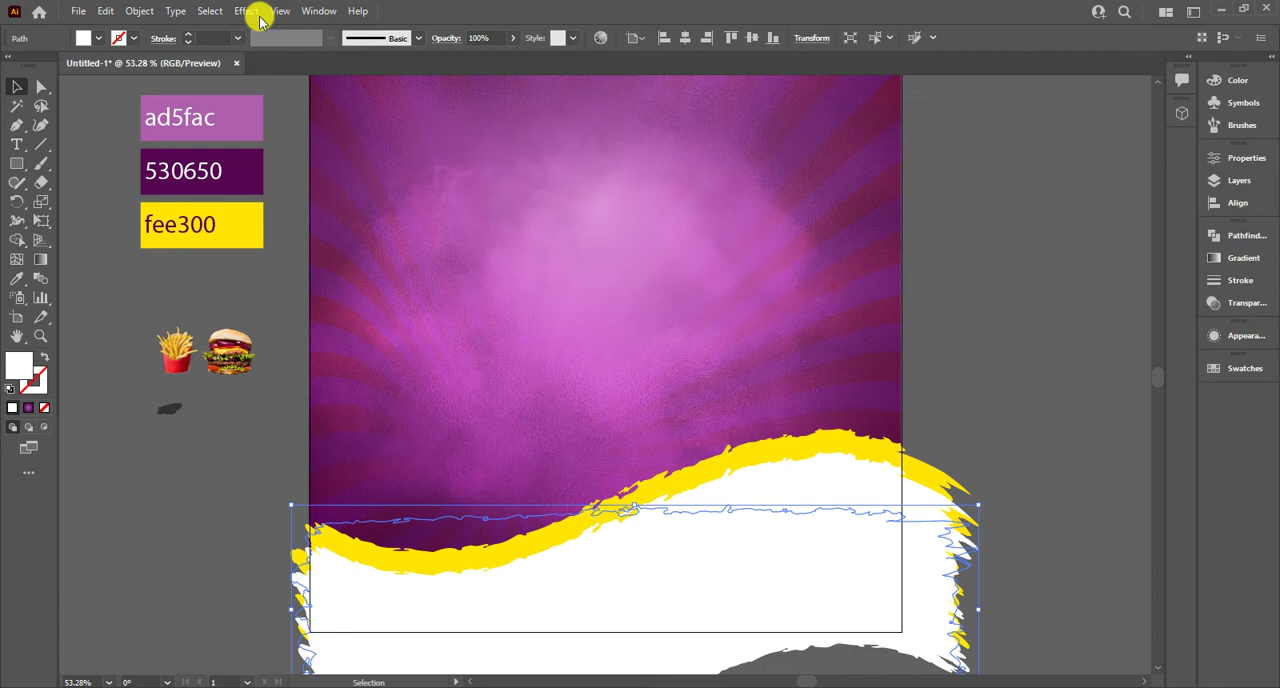 Ai File Edit Object Type Select Effect View Window Help
Path Stroke: Basic Opacity: 100% Style: Transform
Untitled-1* @ 53.28 % (RGB/Preview)
ad5fac
530650
fee300
Color
Symbols
Brushes
Properties
Layers
Align
Pathfind...
Gradient
Stroke
Transpar...
Appeara...
Swatches
53.28% 0° 1 Selection